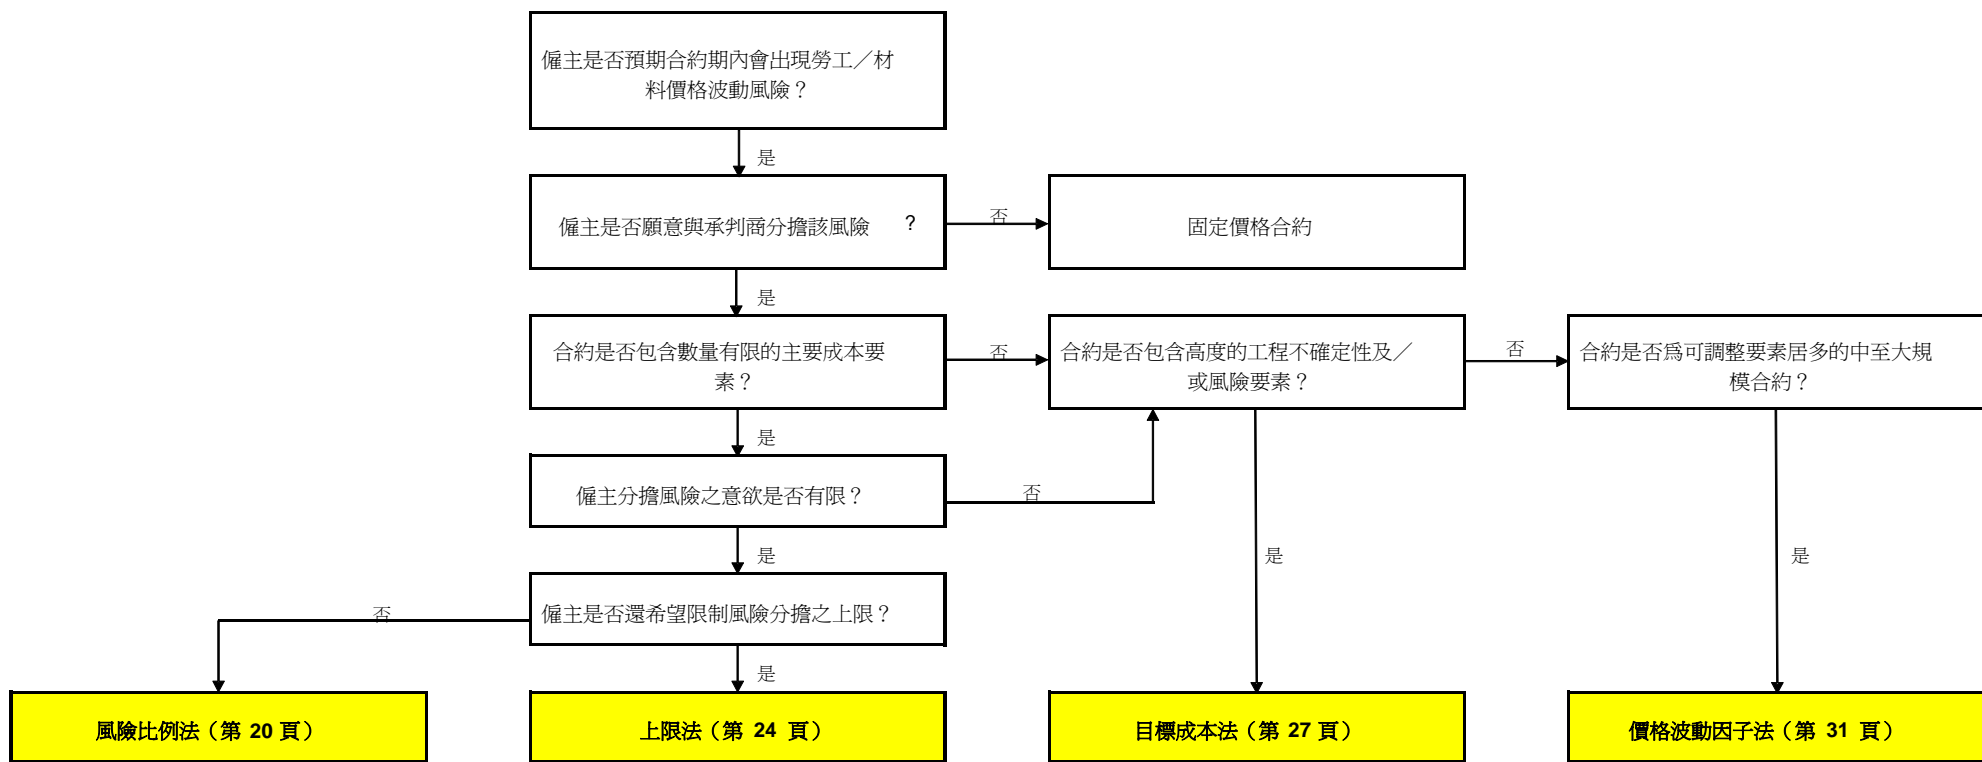 僱主是否預期合約期內會出現勞工／材
料價格波動風險？
是
僱主是否願意與承判商分擔該風險 ?
否
固定價格合約
是
合約是否包含數量有限的主要成本要
素？
否
合約是否包含高度的工程不確定性及／
或風險要素？
否
合約是否爲可調整要素居多的中至大規
模合約？
是
僱主分擔風險之意欲是否有限？
否
是
是
是
僱主是否還希望限制風險分擔之上限？
否
是
風險比例法（第 20 頁）
上限法（第 24 頁）
目標成本法（第 27 頁）
價格波動因子法（第 31 頁）